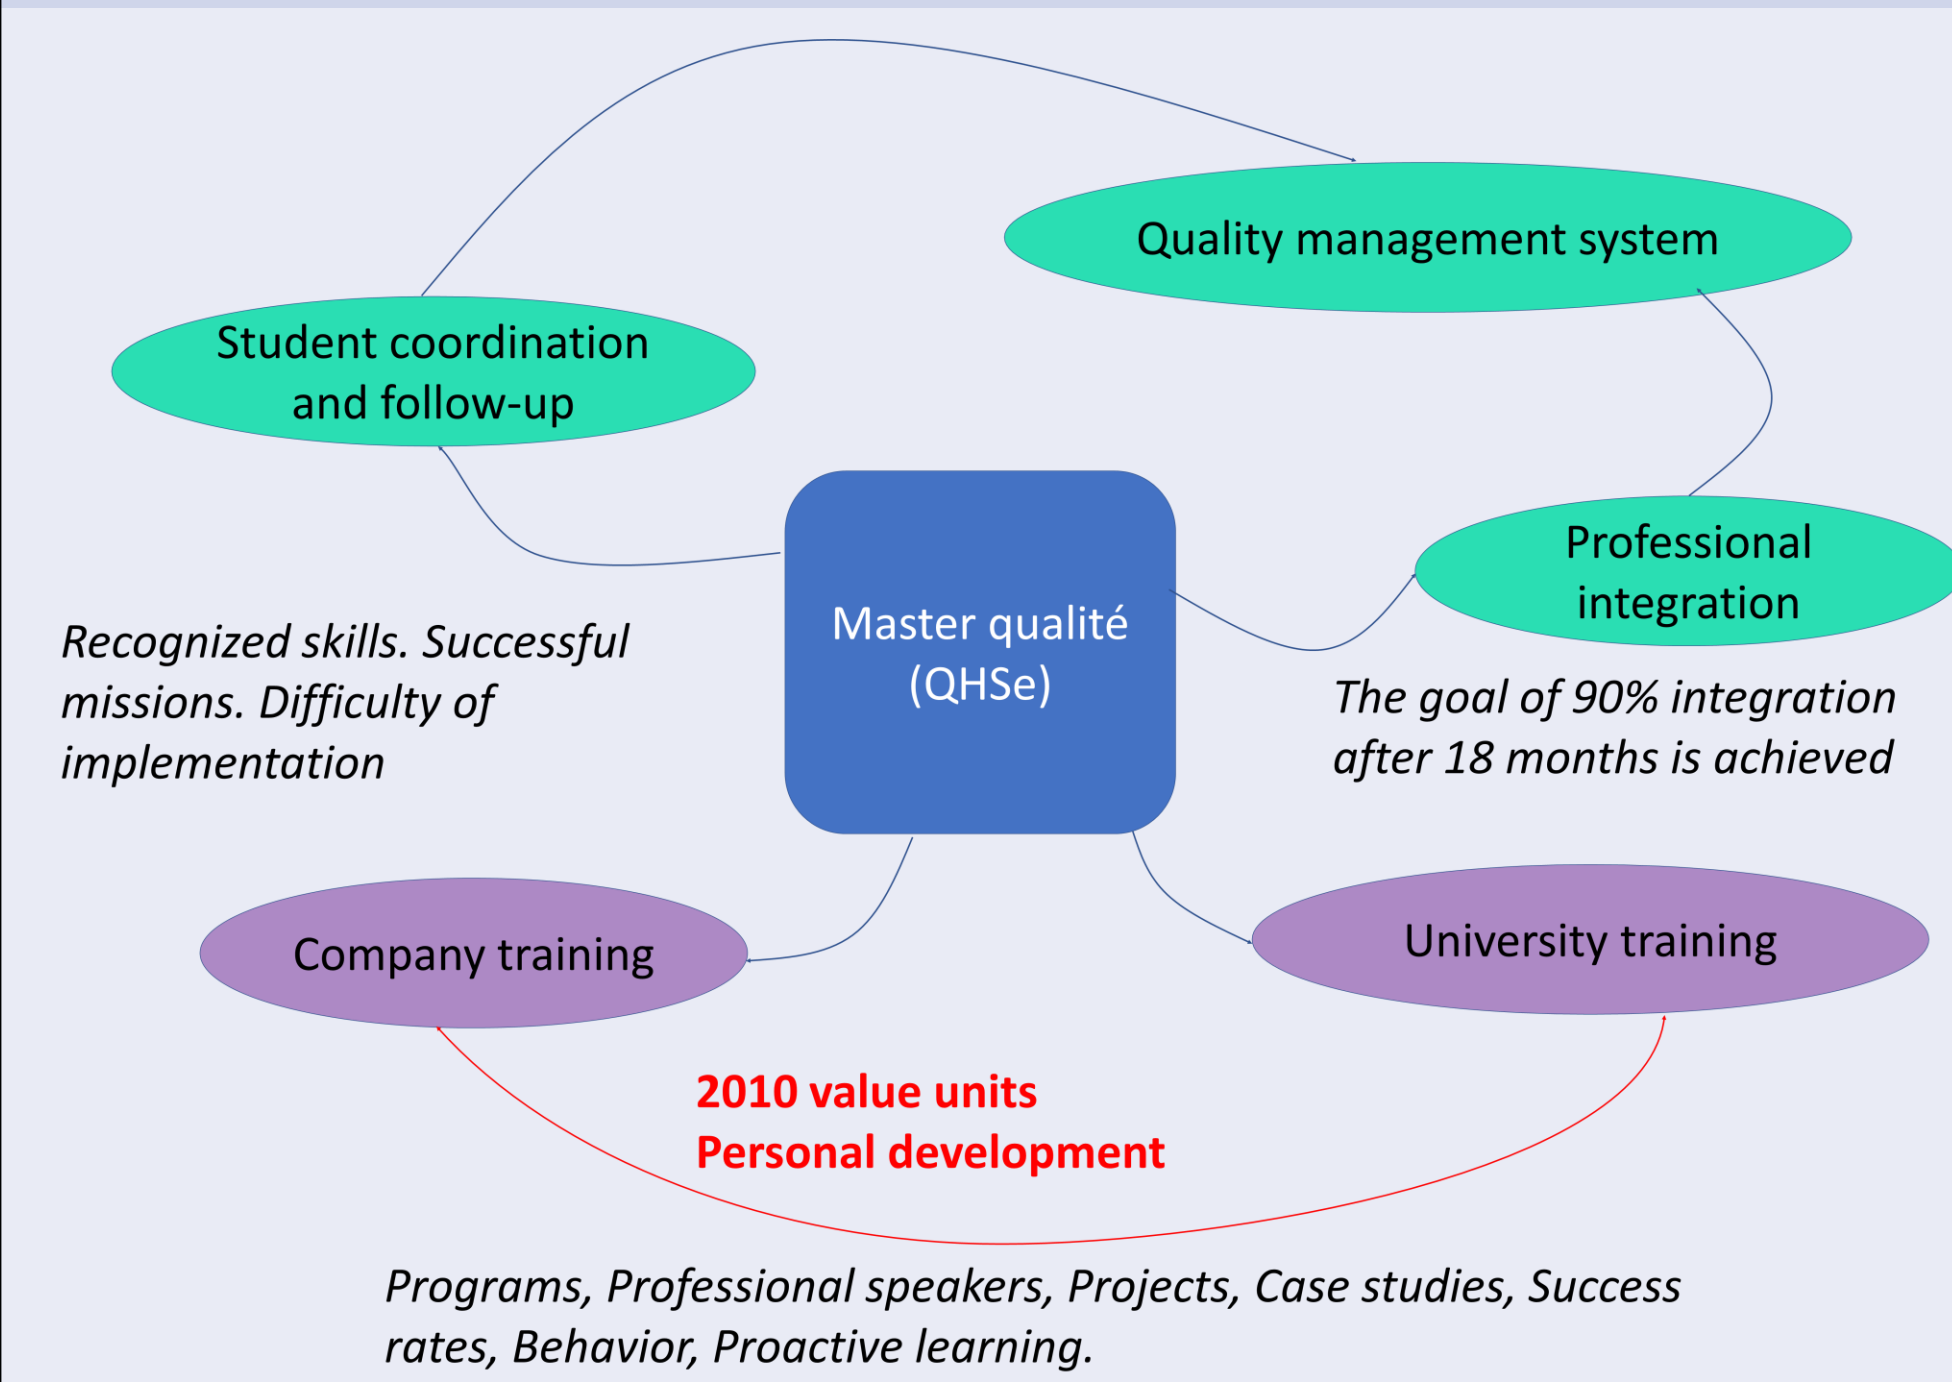 Quality management system
Student coordination
and follow-up
Professional
integration
Master qualité
(QHSe)
Recognized skills. Successful
missions. Difficulty of
implementation
The goal of 90% integration
after 18 months is achieved
Company training
University training
2010 value units
Personal development
Programs, Professional speakers, Projects, Case studies, Success
rates, Behavior, Proactive learning.